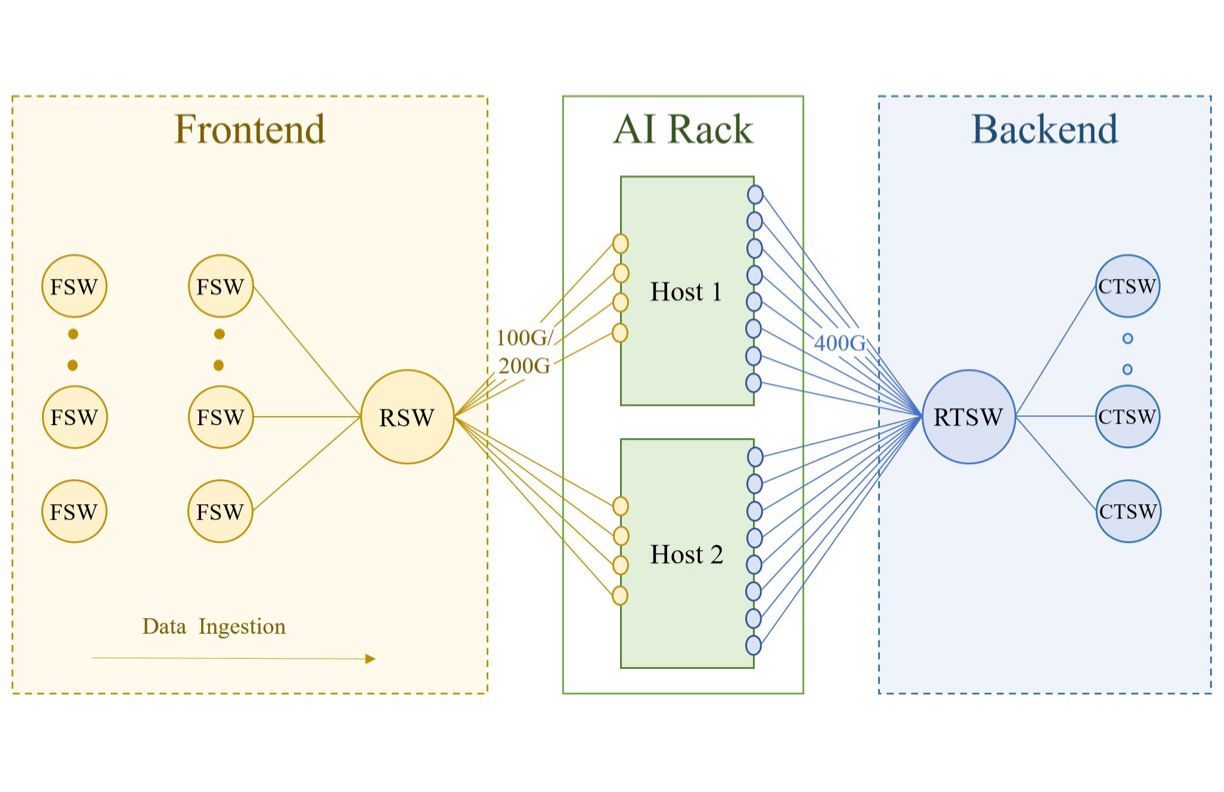 Frontend
AI Rack
Backend
FSW
FSW
Host 1
CTSW
100G/
200G
400G
FSW
FSW
RSW
RTSW
CTSW
FSW
FSW
CTSW
Host 2
Data Ingestion